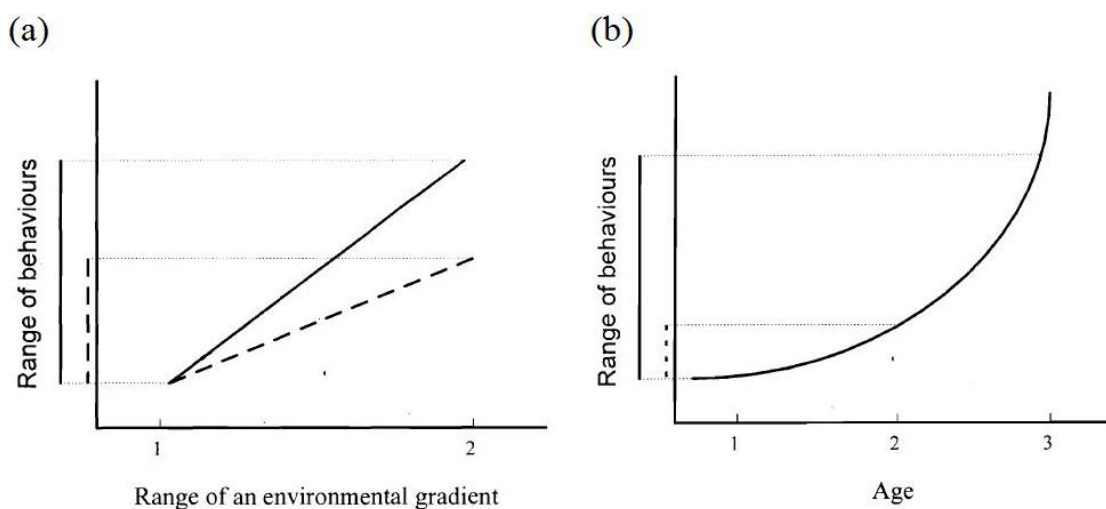 (a)
Range of behaviours
1
2
Range of an environmental gradient
(b)
Range of behaviours
1
2
3
Age